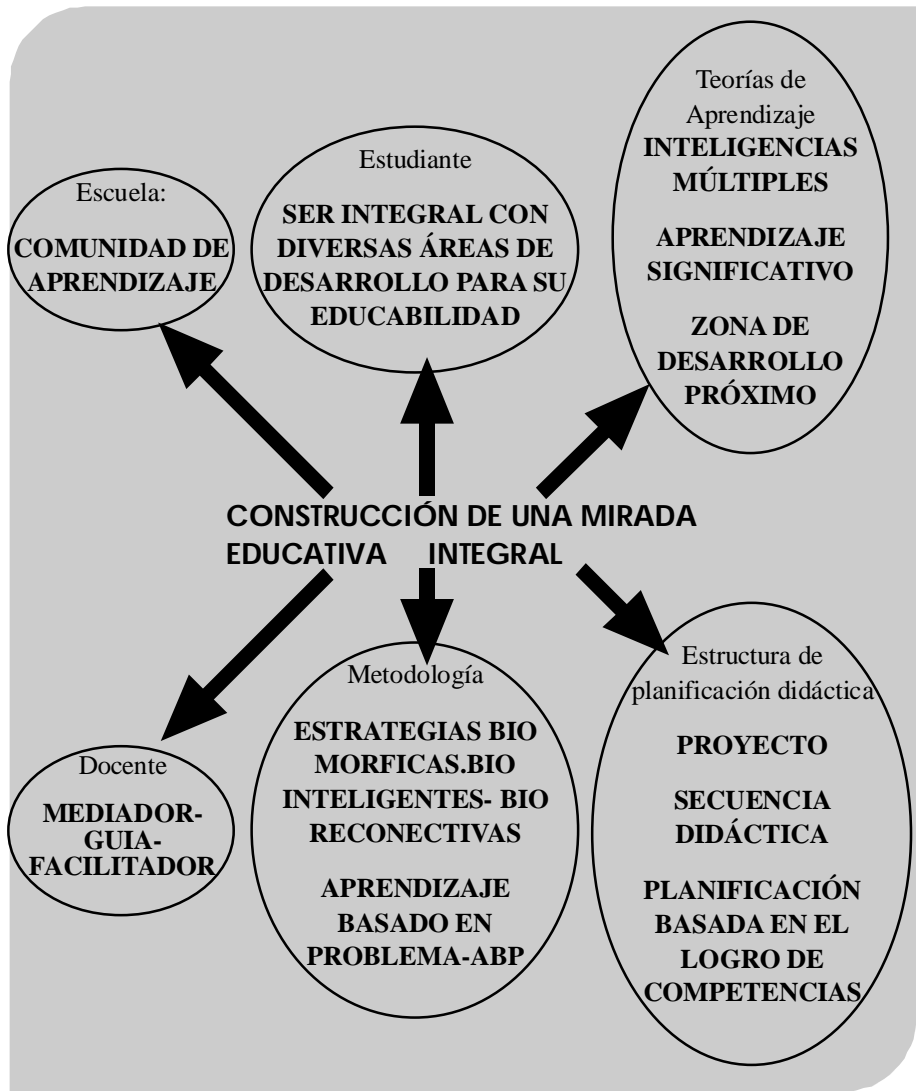 Escuela:
COMUNIDAD DE
APRENDIZAJE
Estudiante
SER INTEGRAL CON
DIVERSAS ÁREAS DE
DESARROLLO PARA SU
EDUCABILIDAD
Teorías de
Aprendizaje
INTELIGENCIAS
MÚLTIPLES
APRENDIZAJE
SIGNIFICATIVO
ZONA DE
DESARROLLO
PRÓXIMO
CONSTRUCCIÓN DE UNA MIRADA
EDUCATIVA INTEGRAL
Docente
MEDIADOR-
GUIA-
FACILITADOR
Metodología
ESTRATEGIAS BIO
MORFICAS.BIO
INTELIGENTES- BIO
RECONECTIVAS
APRENDIZAJE
BASADO EN
PROBLEMA-ABP
Estructura de
planificación didáctica
PROYECTO
SECUENCIA
DIDÁCTICA
PLANIFICACIÓN
BASADA EN EL
LOGRO DE
COMPETENCIAS